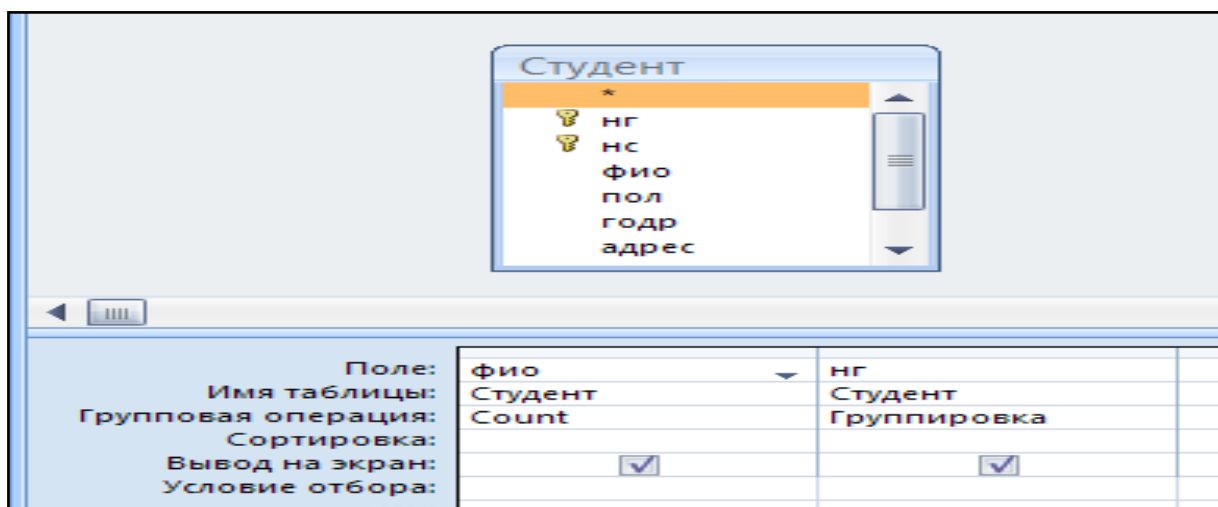 Студент
*
нг
нс
фио
пол
годр
адрес
Поле: фио нг
Имя таблицы: Студент Студент
Групповая операция: Count Группировка
Сортировка:
Вывод на экран:
Условие отбора: